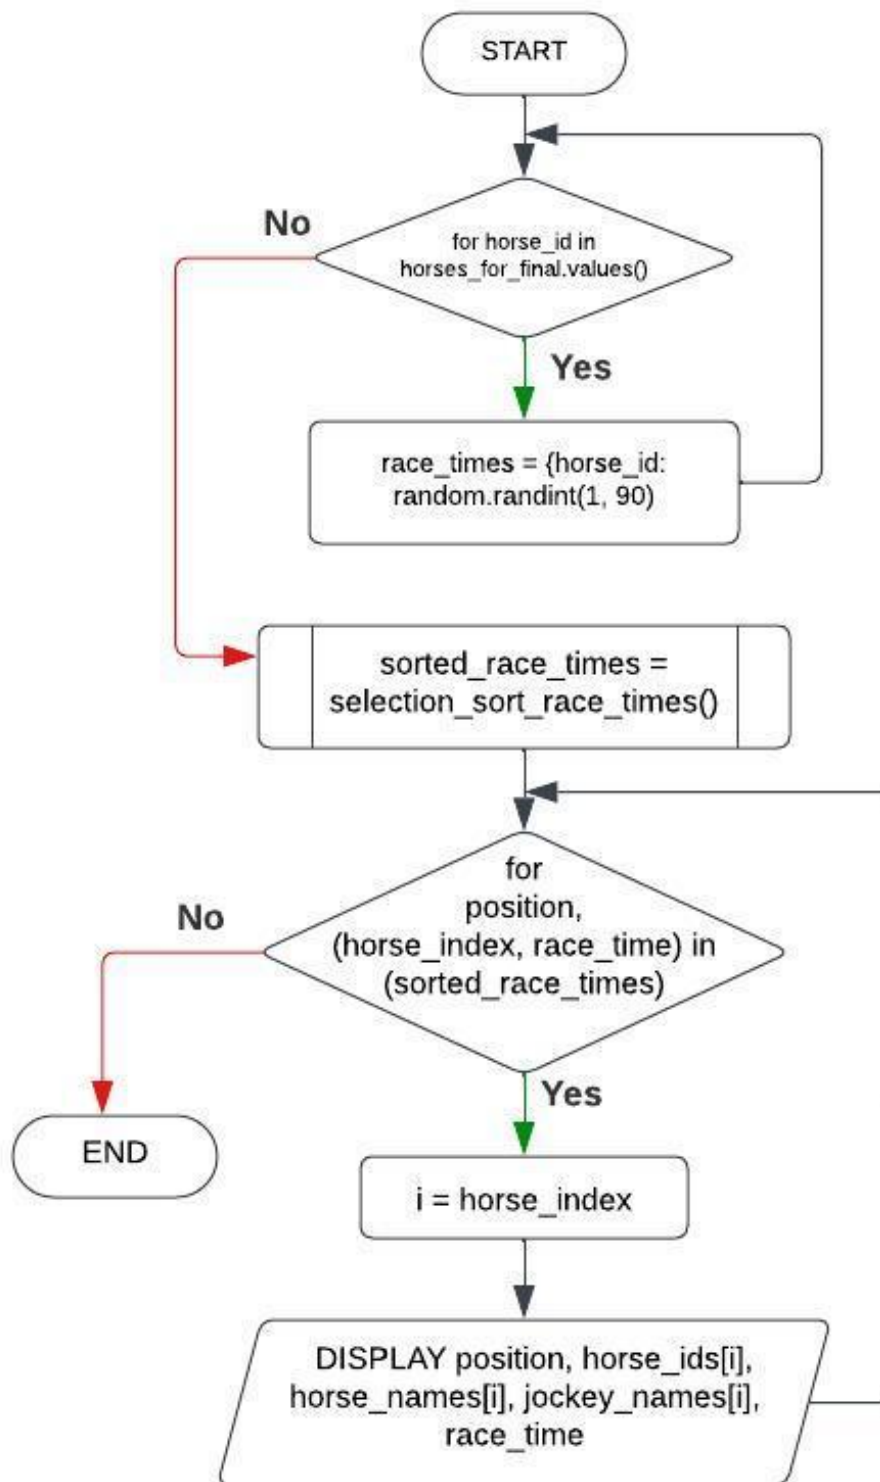 START
No
for horse_id in
horses_for_final.values()
Yes
race_times = {horse_id:
random.randint(1, 90)
sorted_race_times =
selection_sort_race_times()
for
position,
(horse_index, race_time) in
(sorted_race_times)
No
Yes
END
i = horse_index
DISPLAY position, horse_ids[i],
horse_names[i], jockey_names[i],
race_time